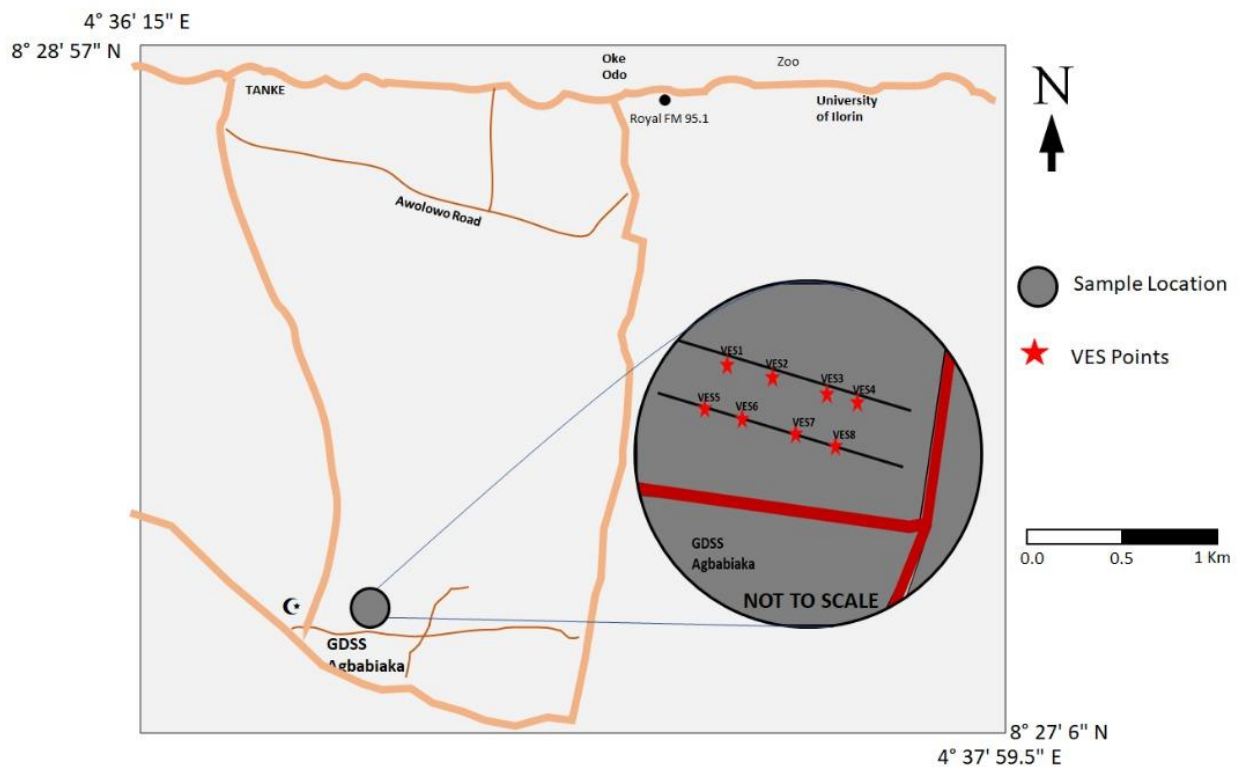 4° 36' 15" E
8° 28' 57" N
Oke
Odo
Zoo
TANKE
University
of Ilorin
Royal FM 95.1
N
Awolowo Road
Sample Location
VES Points
VES1
VES2
VES3
VES4
VES5
VES6
VES7
VES8
GDSS
Agbabiaka
NOT TO SCALE
0.0
0.5
1 Km
GDSS
Agbabiaka
8° 27' 6" N
4° 37' 59.5" E